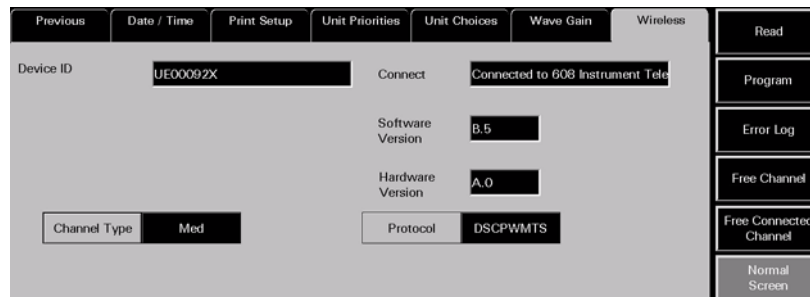 Previous Date / Time Print Setup Unit Priorities Unit Choices Wave Gain Wireless
Read
Device ID UE00092X Connect Connected to 608 Instrument Tele
Program
Software
Version B.5
Error Log
Hardware
Version A.0
Free Channel
Channel Type Med Protocol DSCPWMTS
Free Connected
Channel
Normal
Screen